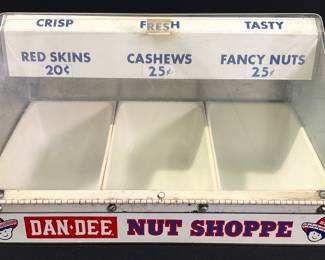 CRISP FRESH TASTY
RED SKINS CASHEWS FANCY NUTS
20¢ 25¢ 25¢
DAN·DEE NUT SHOPPE